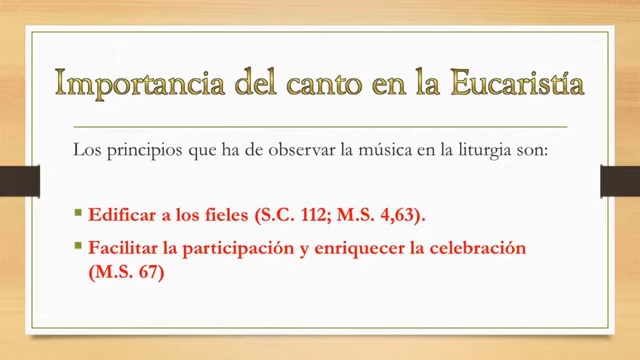 Importancia del canto en la Eucaristía
Los principios que ha de observar la música en la liturgia son:
▪ Edificar a los fieles (S.C. 112; M.S. 4,63).
▪ Facilitar la participación y enriquecer la celebración
(M.S. 67)